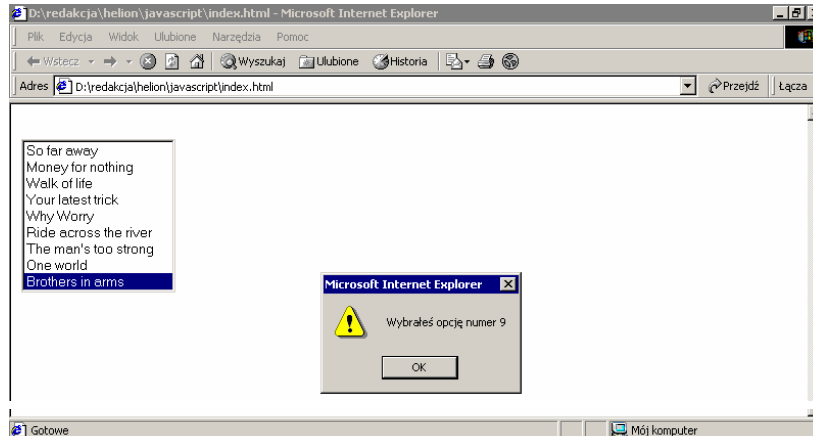 D:\redakcja\helion\javascript\index.html - Microsoft Internet Explorer
Plik Edycja Widok Ulubione Narzędzia Pomoc
Wstecz Wyszukaj Ulubione Historia
Adres D:\redakcja\helion\javascript\index.html Przejdź Łącza
So far away
Money for nothing
Walk of life
Your latest trick
Why Worry
Ride across the river
The man's too strong
One world
Brothers in arms
Microsoft Internet Explorer
Wybrałeś opcję numer 9
OK
Gotowe Mój komputer